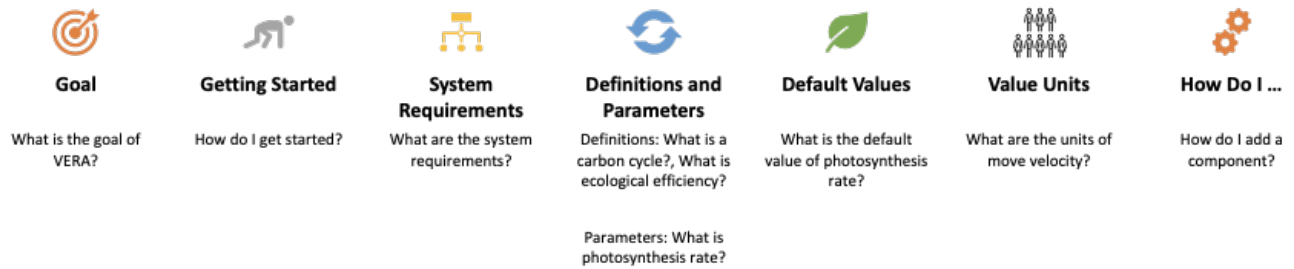 Goal
What is the goal of
VERA?
Getting Started
How do I get started?
System
Requirements
What are the system
requirements?
Definitions and
Parameters
Definitions: What is a
carbon cycle?, What is
ecological efficiency?
Parameters: What is
photosynthesis rate?
Default Values
What is the default
value of photosynthesis
rate?
Value Units
What are the units of
move velocity?
How Do I ...
How do I add a
component?